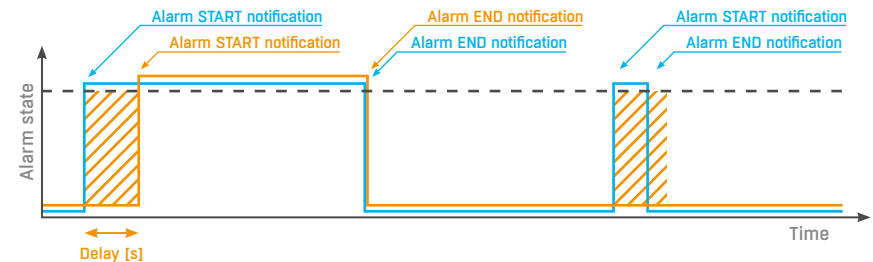 Alarm START notification
Alarm END notification
Alarm START notification
Alarm START notification
Alarm END notification
Alarm END notification
Alarm state
Time
Delay [s]